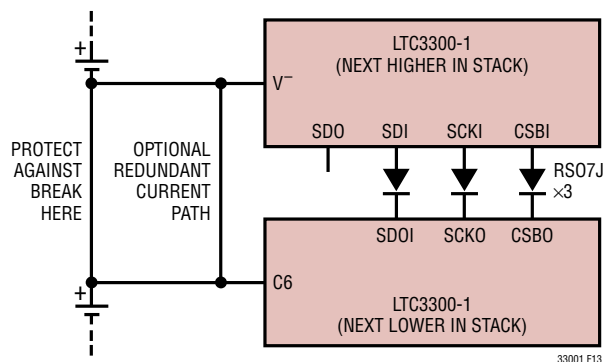 LTC3300-1
(NEXT HIGHER IN STACK)
+
V–
SDO SDI SCKI CSBI
PROTECT
AGAINST
BREAK
HERE
OPTIONAL
REDUNDANT
CURRENT
PATH
RSO7J
×3
SDOI SCKO CSBO
+
C6
LTC3300-1
(NEXT LOWER IN STACK)
33001 F13